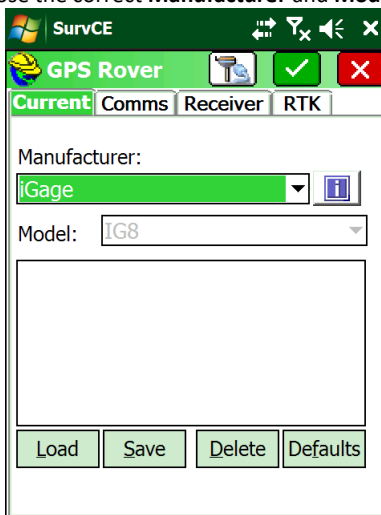 ose the correct Manufacturer and Mod
SurvCE
GPS Rover
Current Comms Receiver RTK
Manufacturer:
iGage
Model: IG8
Load Save Delete Defaults